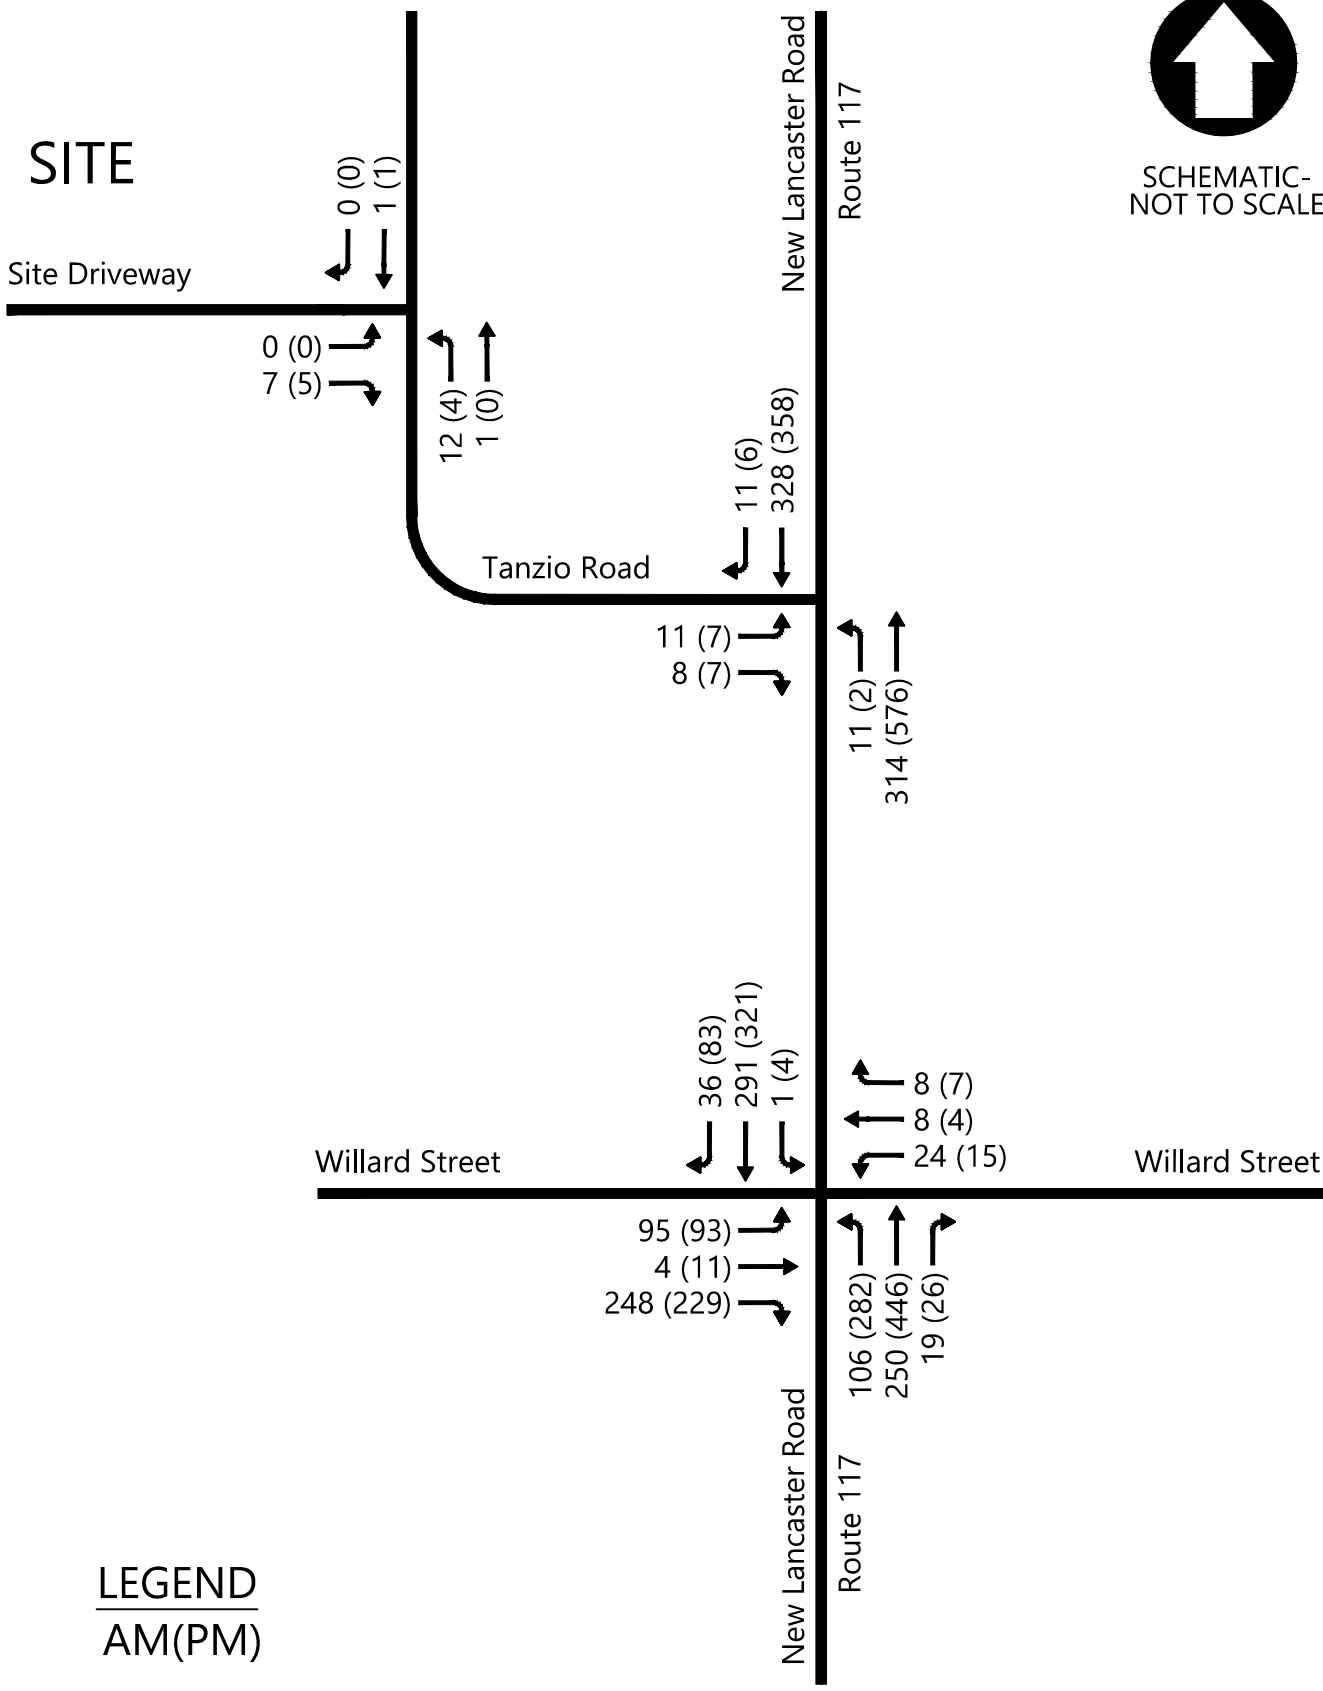 New Lancaster Road
Route 117
SCHEMATIC-
NOT TO SCALE
SITE
0 (0)
1 (1)
Site Driveway
0 (0)
7 (5)
12 (4)
1 (0)
11 (6)
328 (358)
Tanzio Road
11 (7)
8 (7)
11 (2)
314 (576)
36 (83)
291 (321)
1 (4)
8 (7)
8 (4)
24 (15)
Willard Street
Willard Street
95 (93)
4 (11)
248 (229)
106 (282)
250 (446)
19 (26)
New Lancaster Road
Route 117
LEGEND
AM(PM)